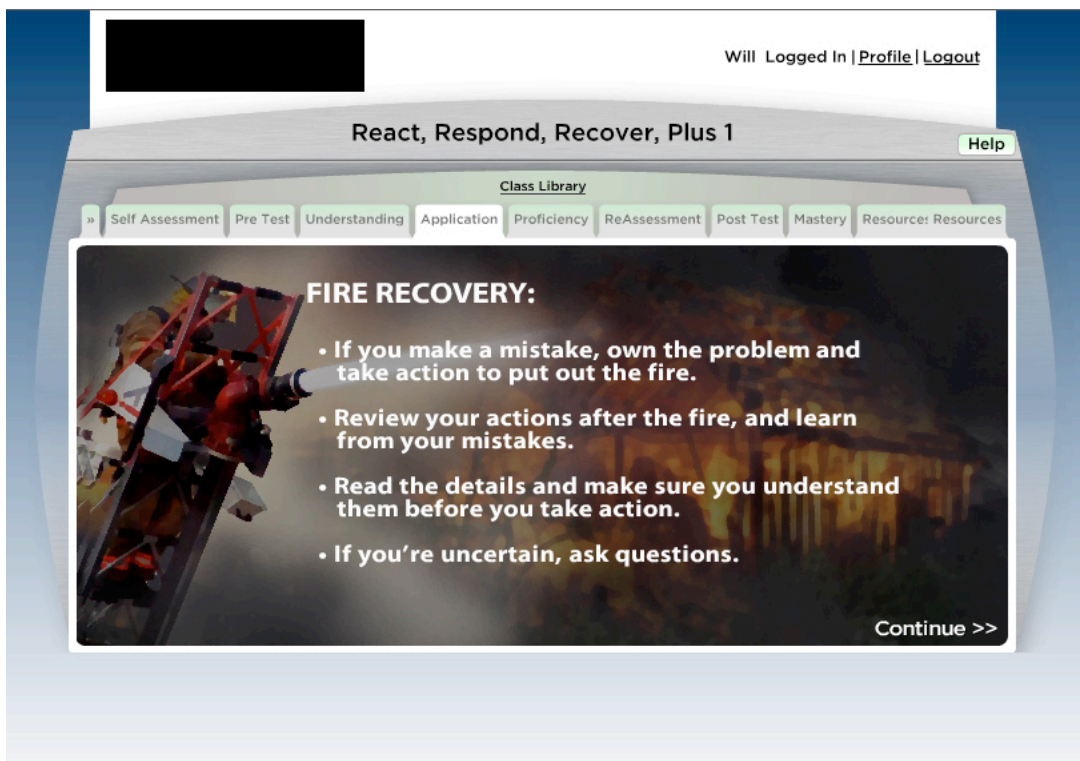 Will Logged In | Profile | Logout
React, Respond, Recover, Plus 1
Help
Class Library
» Self Assessment Pre Test Understanding Application Proficiency ReAssessment Post Test Mastery Resources Resources
FIRE RECOVERY:
• If you make a mistake, own the problem and
take action to put out the fire.
• Review your actions after the fire, and learn
from your mistakes.
• Read the details and make sure you understand
them before you take action.
• If you're uncertain, ask questions.
Continue >>